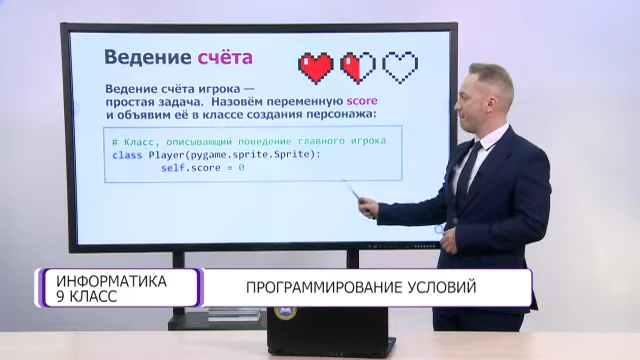 Ведение счёта
Ведение счёта игрока —
простая задача. Назовём переменную score
и объявим её в классе создания персонажа:
# Класс, описывающий поведение главного игрока
class Player(pygame.sprite.Sprite):
self.score = 0
ИНФОРМАТИКА
9 КЛАСС
ПРОГРАММИРОВАНИЕ УСЛОВИЙ